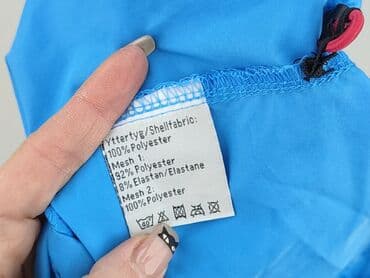 Yttertyg/Shellfabric:
100%Polyester
Mesh 1:
92%Polyester
8%Elastan/Elastane
Mesh 2:
100%Polyester